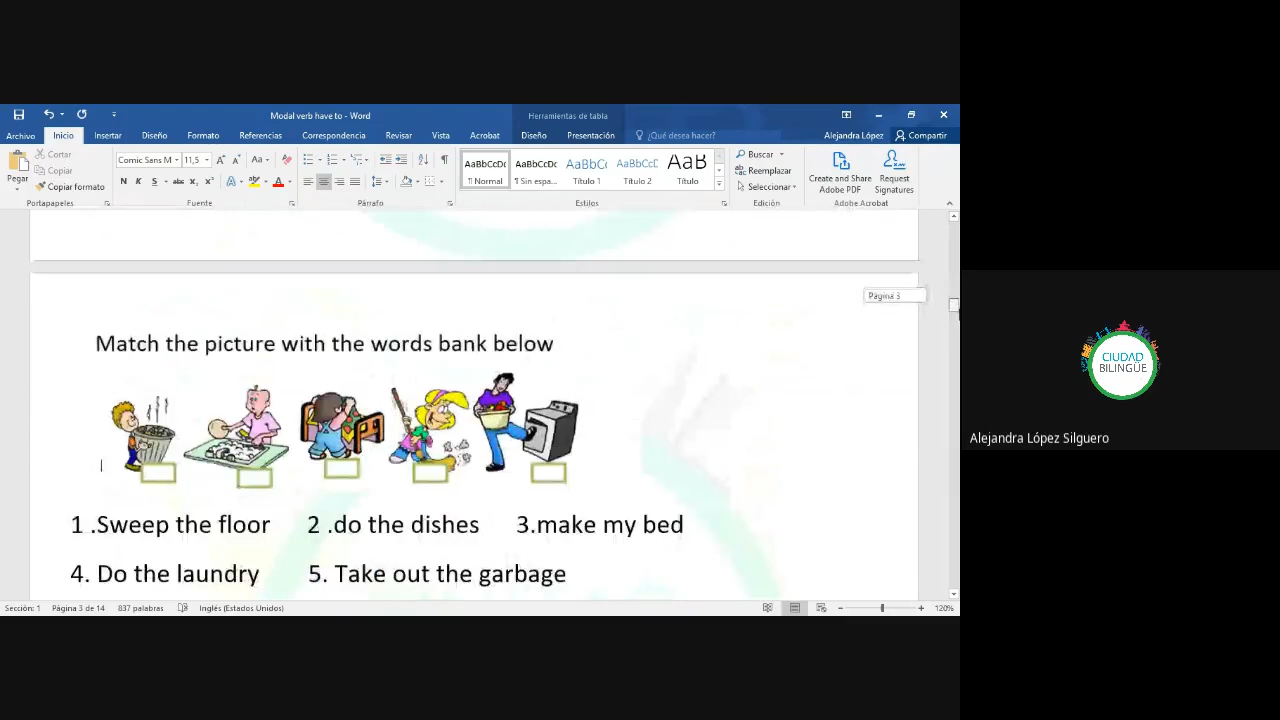 Modal verb have to - Word
Herramientas de tabla
Archivo
Inicio
Insertar
Diseño
Formato
Referencias
Correspondencia
Revisar
Vista
Acrobat
Diseño
Presentación
¿Qué desea hacer?
Alejandra López
Compartir
Pegar
Cortar
Copiar
Copiar formato
Portapapeles
Comic Sans M
11,5
Fuente
Párrafo
AaBbCcDc
¶ Normal
AaBbCcDc
¶ Sin espa...
AaBbC
Título 1
AaBbCcD
Título 2
AaB
Título
Estilos
Buscar
Reemplazar
Seleccionar
Edición
Create and Share
Adobe PDF
Request
Signatures
Adobe Acrobat
Página 3
Match the picture with the words bank below
1 .Sweep the floor 2 .do the dishes 3.make my bed
4. Do the laundry 5. Take out the garbage
Sección: 1 Página 3 de 14 837 palabras Inglés (Estados Unidos) 120%
CIUDAD
BILINGÜE
Alejandra López Silguero